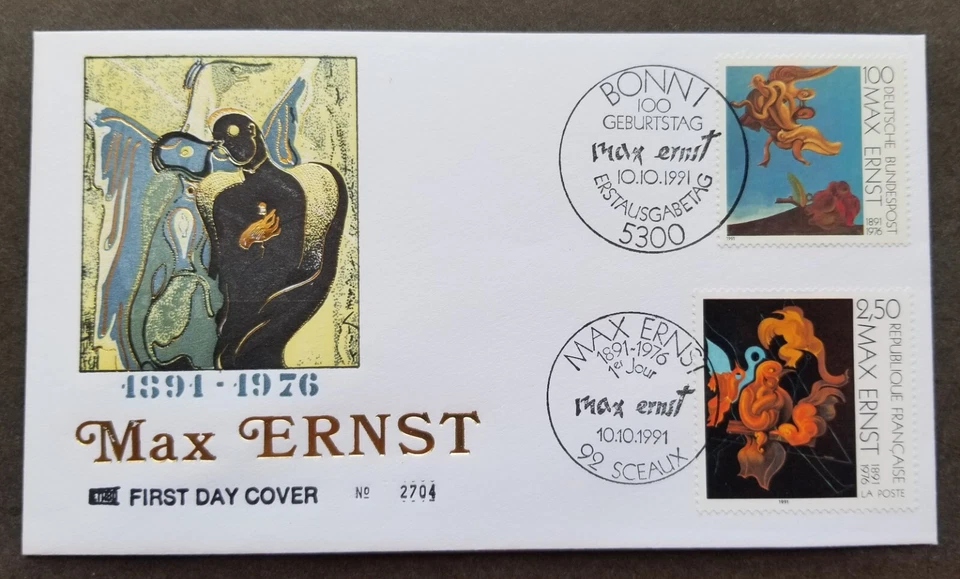 1891-1976
Max ERNST
FIRST DAY COVER Nº 2704
BONN 1
100
GEBURTSTAG
max ernst
10.10.1991
ERSTAUSGABETAG
5300
100 DEUTSCHE BUNDESPOST
MAX ERNST 1891
1976
MAX ERNST
1891-1976
1er Jour
max ernst
10.10.1991
92 SCEAUX
2,50 REPUBLIQUE FRANÇAISE
MAX ERNST 1891
1976
LA POSTE